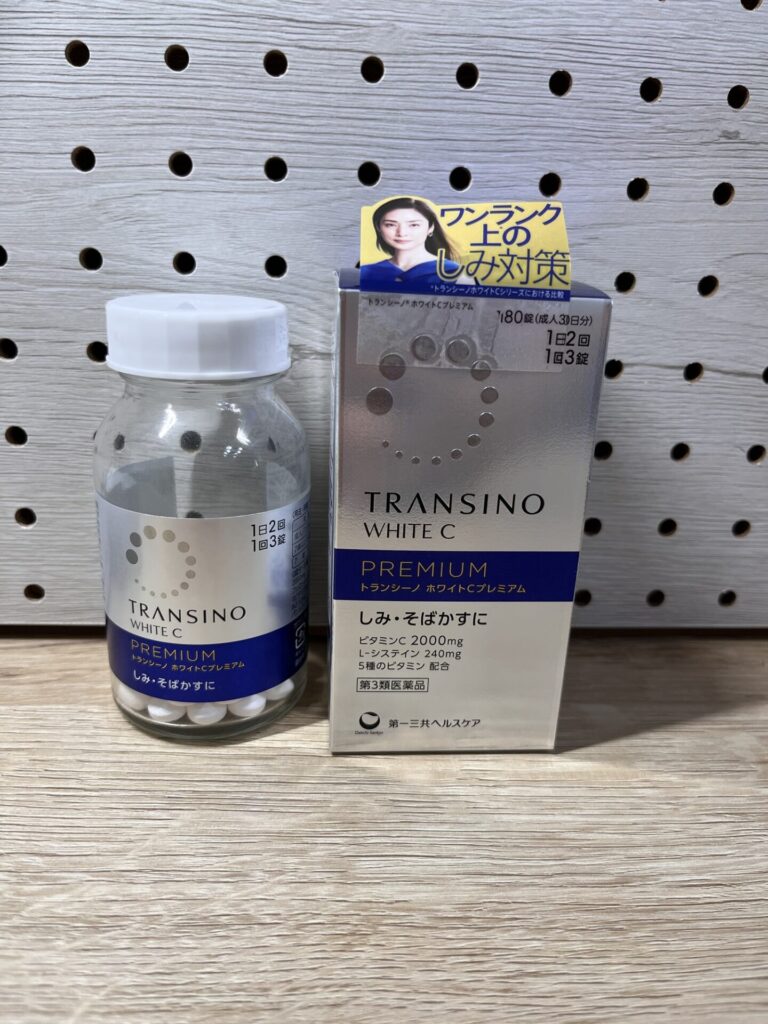 1日2回
1回3錠
TRANSINO
WHITE C
PREMIUM
トランシーノ ホワイトCプレミアム
しみ・そばかすに
ワンランク
上の
しみ対策
*トランシーノホワイトCシリーズにおける比較
トランシーノ® ホワイトCプレミアム
180錠(成人30日分)
1日2回
1回3錠
TRANSINO
WHITE C
PREMIUM
トランシーノ ホワイトCプレミアム
しみ・そばかすに
ビタミンC 2000mg
L-システイン 240mg
5種のビタミン 配合
第3類医薬品
Daiichi-Sankyo
第一三共ヘルスケア